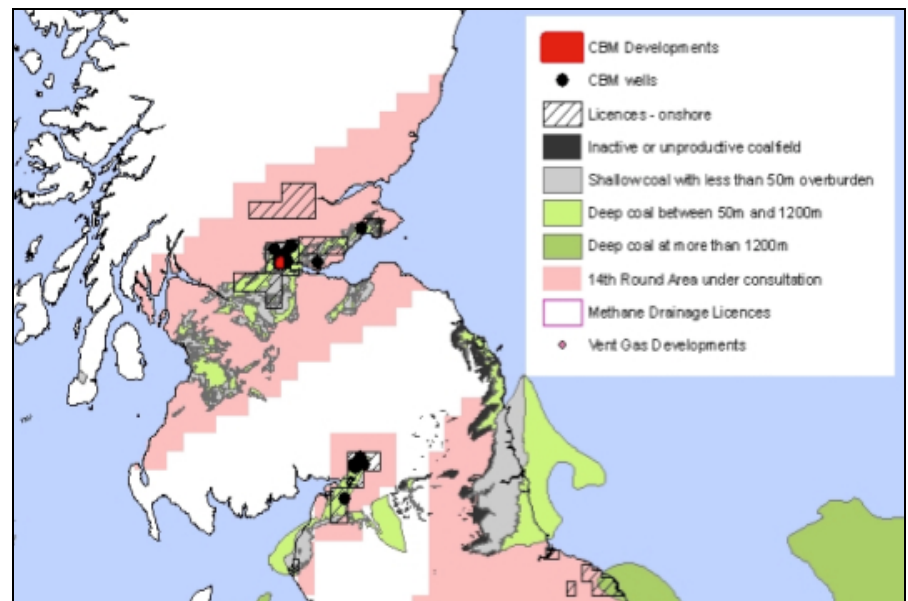 CBM Developments
CBM wells
Licences - onshore
Inactive or unproductive coalfield
Shallow coal with less than 50m overburden
Deep coal between 50m and 1200m
Deep coal at more than 1200m
14th Round Area under consultation
Methane Drainage Licences
Vent Gas Developments